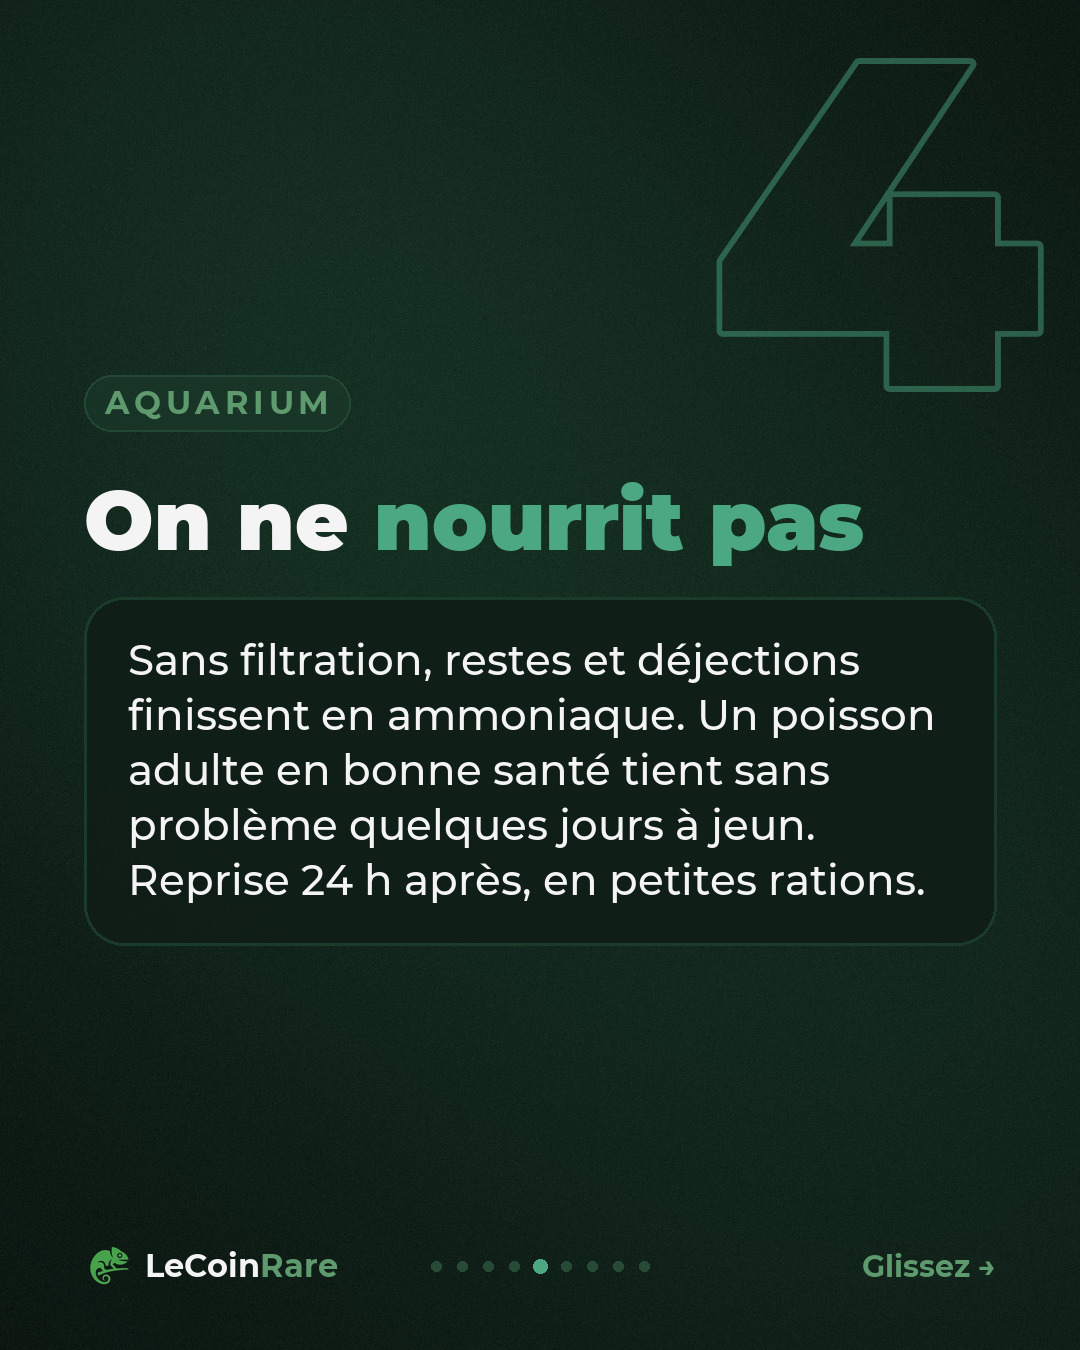 4
AQUARIUM
On ne nourrit pas
Sans filtration, restes et déjections
finissent en ammoniaque. Un poisson
adulte en bonne santé tient sans
problème quelques jours à jeun.
Reprise 24 h après, en petites rations.
LeCoinRare
Glissez →